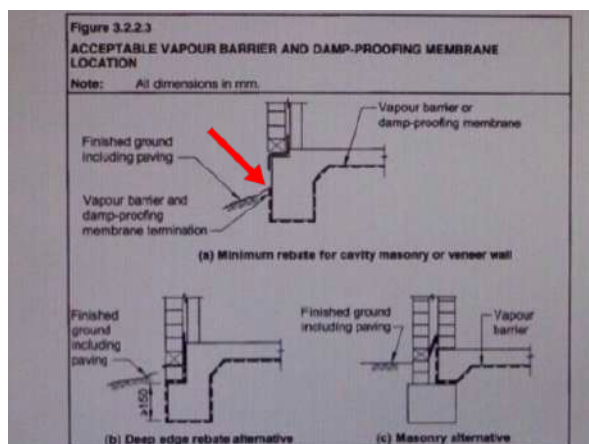 Figure 3.2.2.3
ACCEPTABLE VAPOUR BARRIER AND DAMP-PROOFING MEMBRANE
LOCATION
Note: All dimensions in mm.
Vapour barrier or
damp-proofing membrane
Finished ground
including paving
Vapour barrier and
damp-proofing
membrane termination
(a) Minimum rebate for cavity masonry or veneer wall
Finished
ground
including
paving
≥150
(b) Deep edge rebate alternative
Finished ground
including paving
Vapour
barrier
(c) Masonry alternative